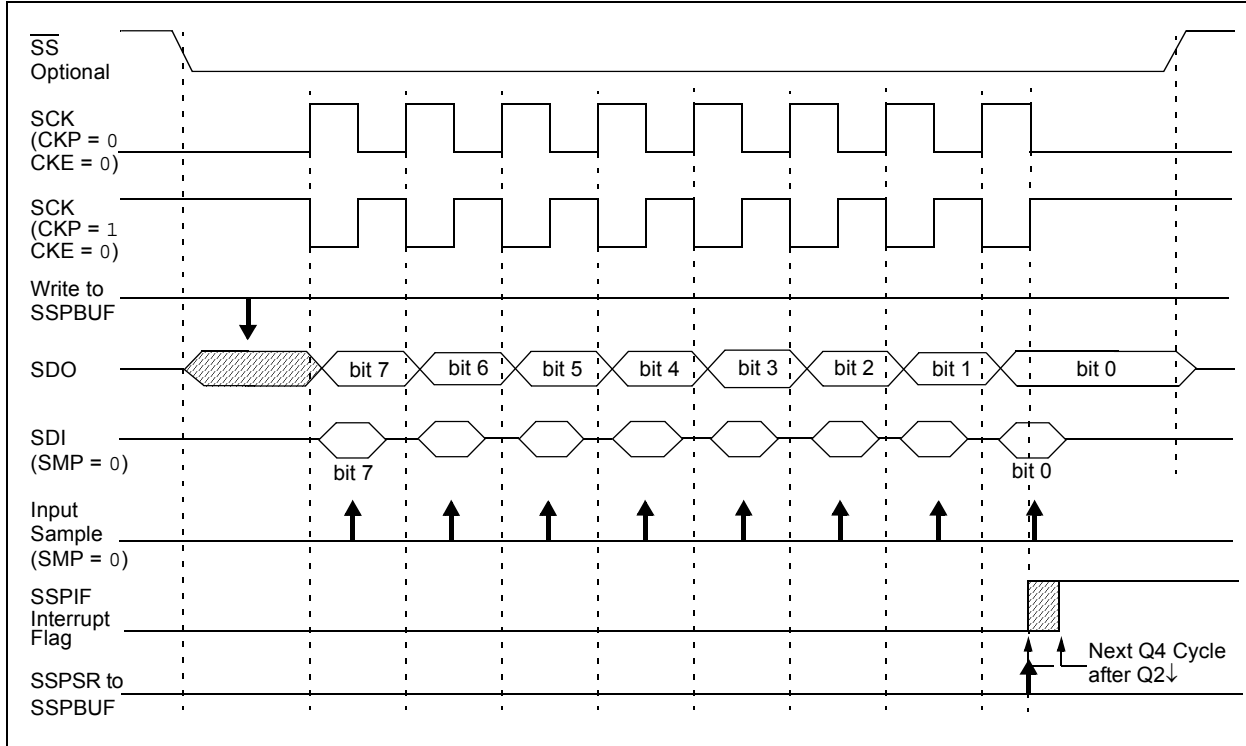 SS
Optional
SCK
(CKP = 0
CKE = 0)
SCK
(CKP = 1
CKE = 0)
Write to
SSPBUF
SDO
bit 7
bit 6
bit 5
bit 4
bit 3
bit 2
bit 1
bit 0
SDI
(SMP = 0)
bit 7
bit 0
Input
Sample
(SMP = 0)
SSPIF
Interrupt
Flag
Next Q4 Cycle
after Q2↓
SSPSR to
SSPBUF